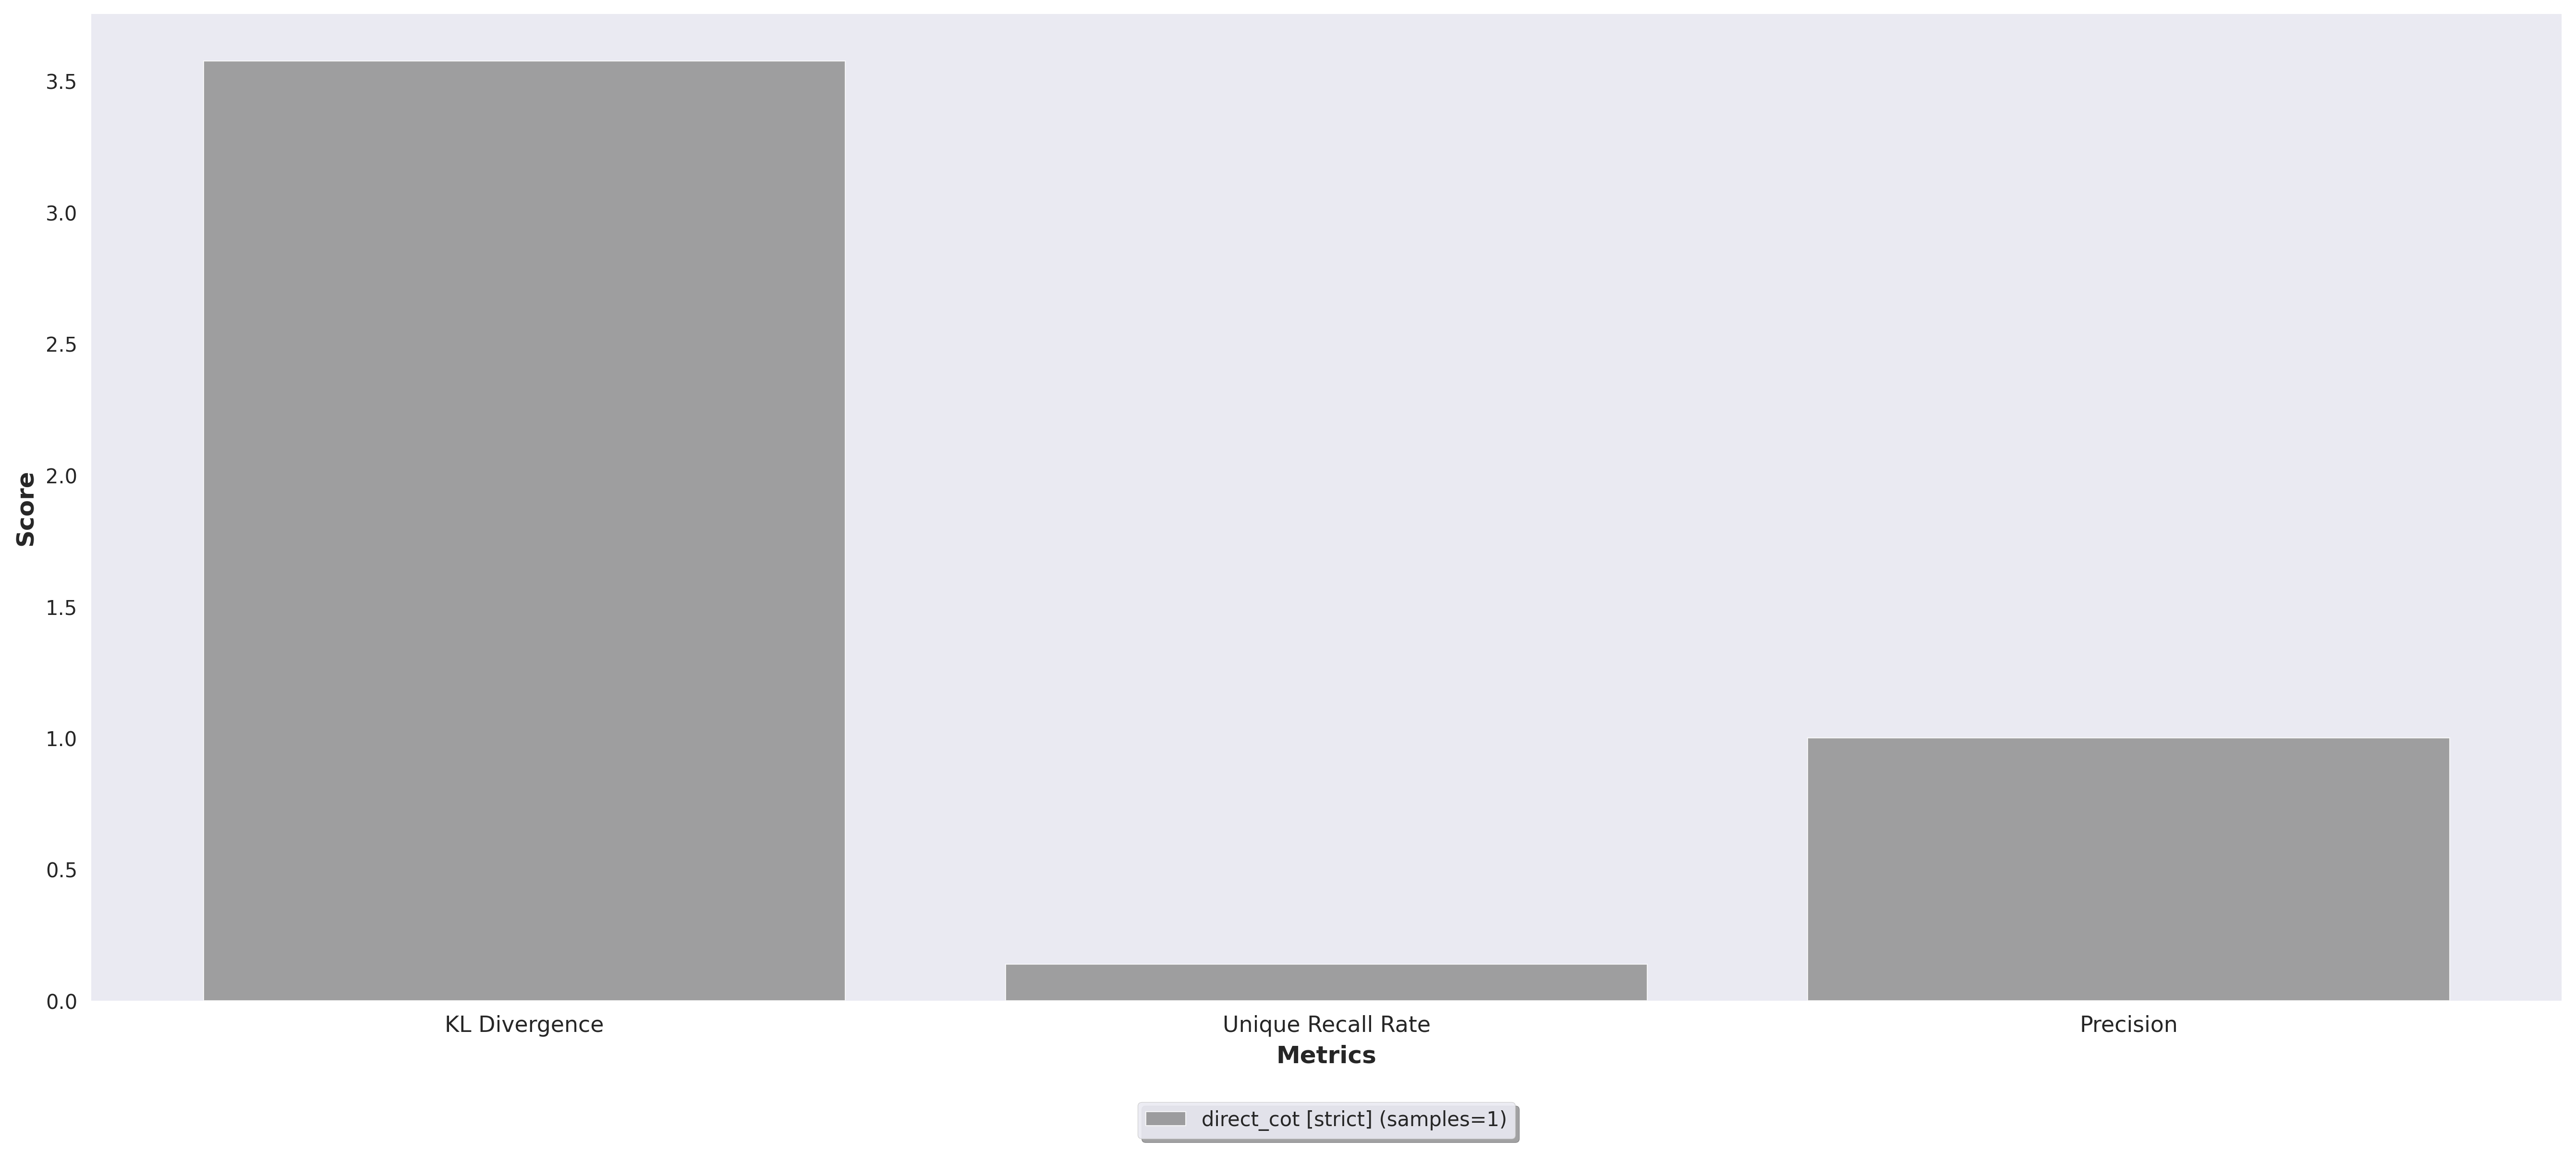 3.5
3.0
2.5
2.0
1.5
1.0
0.5
0.0
Score
KL Divergence
Unique Recall Rate
Precision
Metrics
direct_cot [strict] (samples=1)